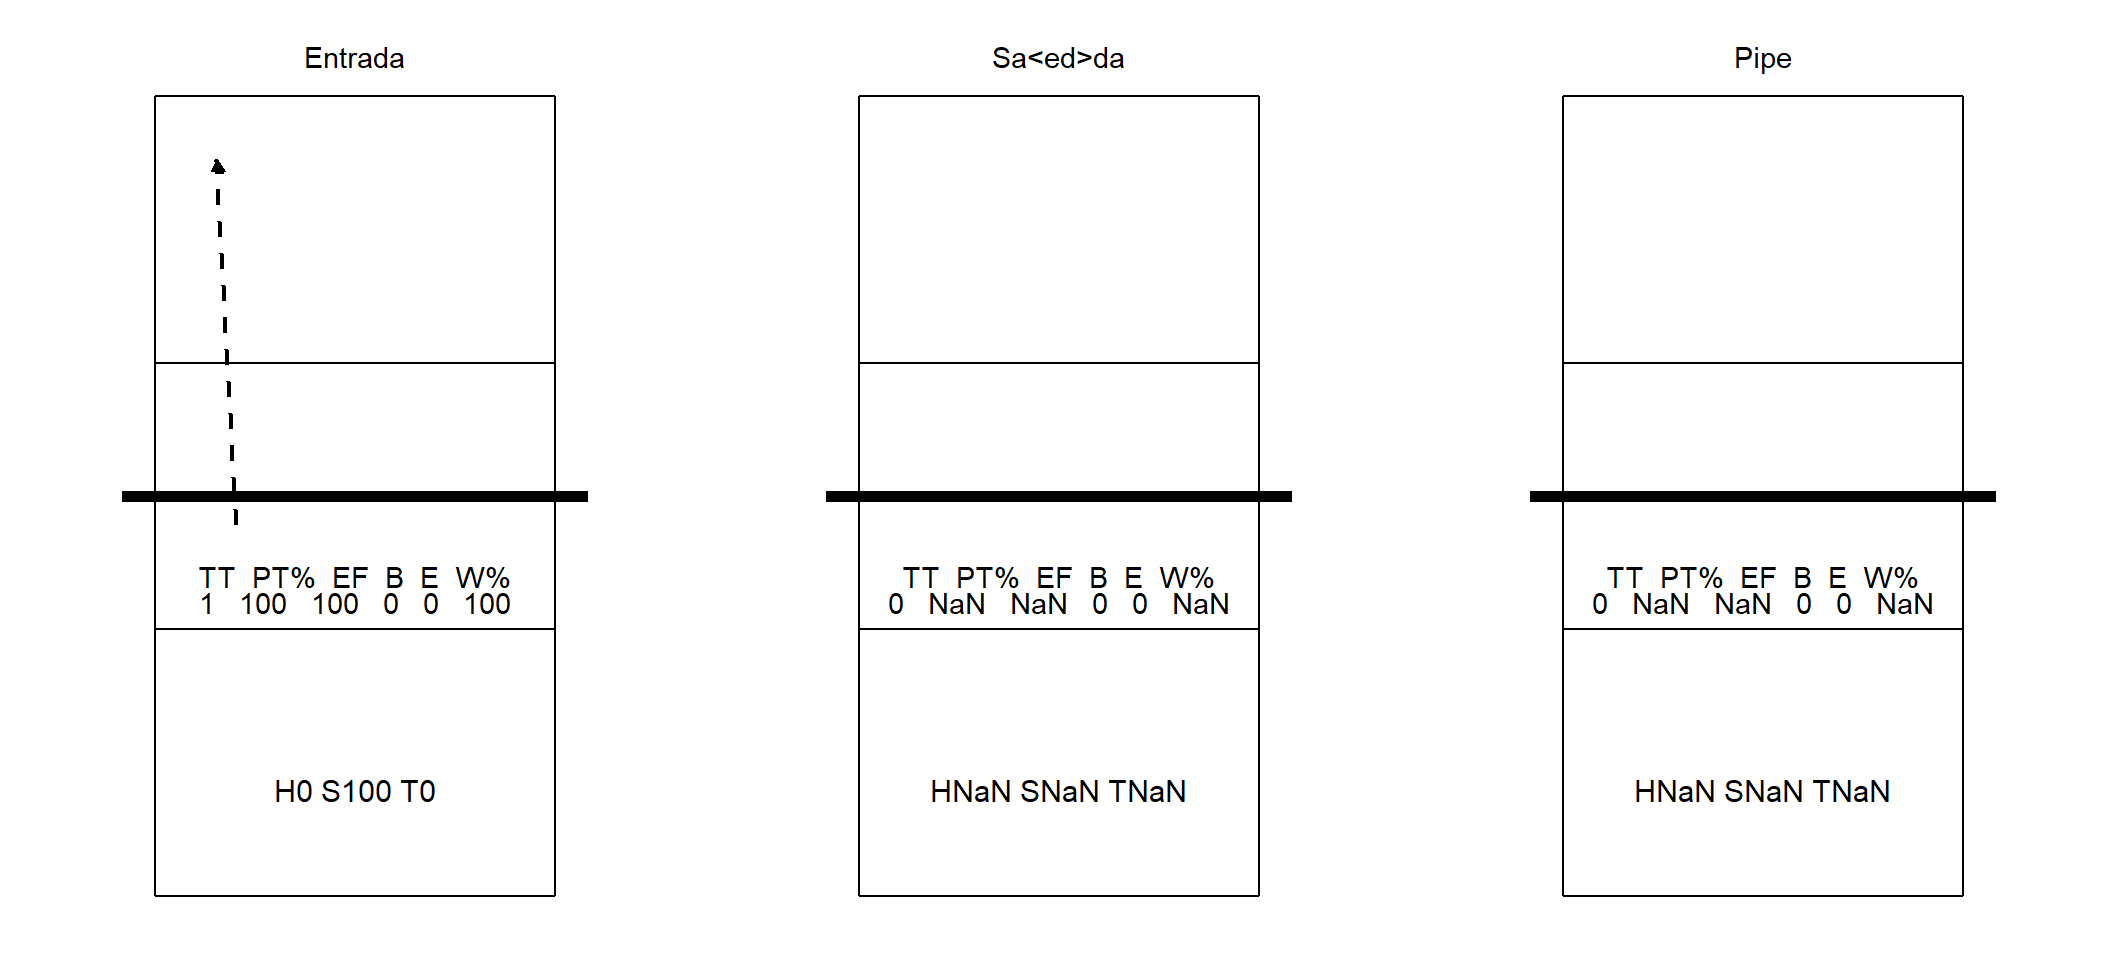 Entrada
TT PT% EF B E W%
1 100 100 0 0 100
H0 S100 T0
Sa<ed>da
TT PT% EF B E W%
0 NaN NaN 0 0 NaN
HNaN SNaN TNaN
Pipe
TT PT% EF B E W%
0 NaN NaN 0 0 NaN
HNaN SNaN TNaN